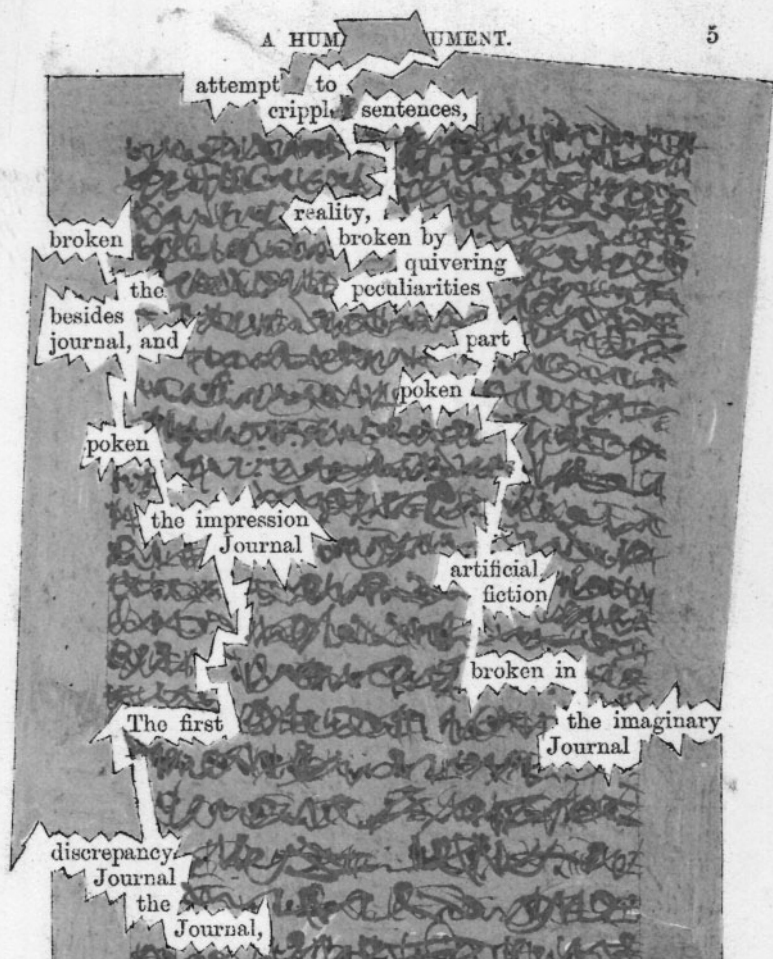 A HUM UMENT. 5
attempt to
crippl sentences,
reality,
broken by
quivering
peculiarities
part
poken
artificial
fiction
broken in
the imaginary
Journal
broken
the
besides
journal, and
poken
the impression
Journal
The first
discrepancy
Journal
the
Journal,